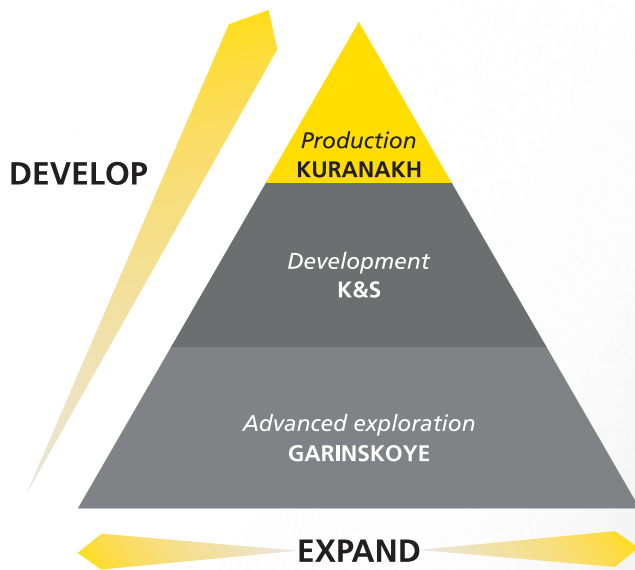 Production
KURANAKH
DEVELOP
Development
K&S
Advanced exploration
GARINSKOYE
EXPAND